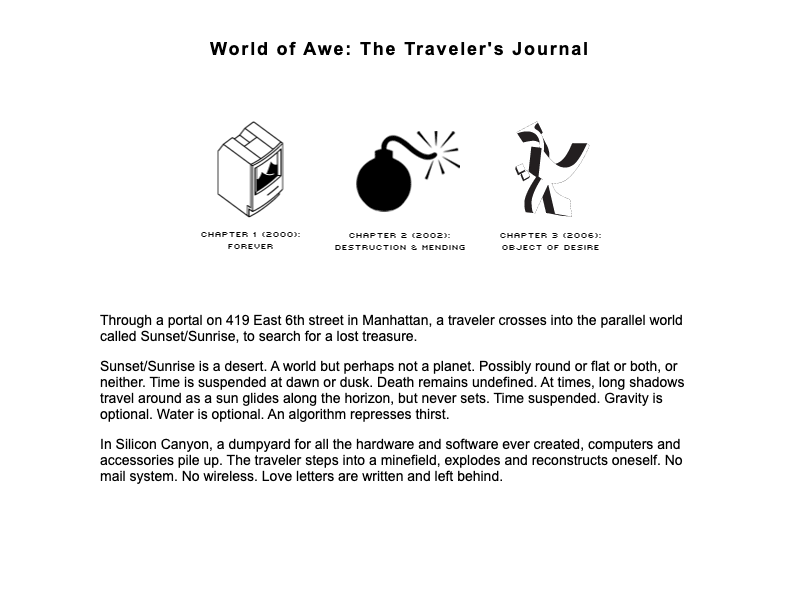 World of Awe: The Traveler's Journal
CHAPTER 1 (2000):
FOREVER
CHAPTER 2 (2002):
DESTRUCTION & MENDING
CHAPTER 3 (2006):
OBJECT OF DESIRE
Through a portal on 419 East 6th street in Manhattan, a traveler crosses into the parallel world
called Sunset/Sunrise, to search for a lost treasure.
Sunset/Sunrise is a desert. A world but perhaps not a planet. Possibly round or flat or both, or
neither. Time is suspended at dawn or dusk. Death remains undefined. At times, long shadows
travel around as a sun glides along the horizon, but never sets. Time suspended. Gravity is
optional. Water is optional. An algorithm represses thirst.
In Silicon Canyon, a dumpyard for all the hardware and software ever created, computers and
accessories pile up. The traveler steps into a minefield, explodes and reconstructs oneself. No
mail system. No wireless. Love letters are written and left behind.